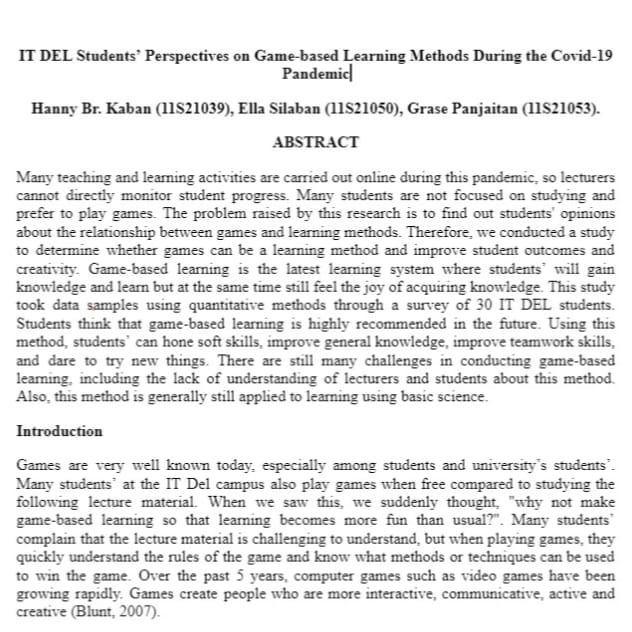 IT DEL Students’ Perspectives on Game-based Learning Methods During the Covid-19
Pandemic
Hanny Br. Kaban (11S21039), Ella Silaban (11S21050), Grase Panjaitan (11S21053).
ABSTRACT
Many teaching and learning activities are carried out online during this pandemic, so lecturers
cannot directly monitor student progress. Many students are not focused on studying and
prefer to play games. The problem raised by this research is to find out students’ opinions
about the relationship between games and learning methods. Therefore, we conducted a study
to determine whether games can be a learning method and improve student outcomes and
creativity. Game-based learning is the latest learning system where students’ will gain
knowledge and learn but at the same time still feel the joy of acquiring knowledge. This study
took data samples using quantitative methods through a survey of 30 IT DEL students.
Students think that game-based learning is highly recommended in the future. Using this
method, students’ can hone soft skills, improve general knowledge, improve teamwork skills,
and dare to try new things. There are still many challenges in conducting game-based
learning, including the lack of understanding of lecturers and students about this method.
Also, this method is generally still applied to learning using basic science.
Introduction
Games are very well known today, especially among students and university’s students’.
Many students’ at the IT Del campus also play games when free compared to studying the
following lecture material. When we saw this, we suddenly thought, "why not make
game-based learning so that learning becomes more fun than usual?". Many students’
complain that the lecture material is challenging to understand, but when playing games, they
quickly understand the rules of the game and know what methods or techniques can be used
to win the game. Over the past 5 years, computer games such as video games have been
growing rapidly. Games create people who are more interactive, communicative, active and
creative (Blunt, 2007).